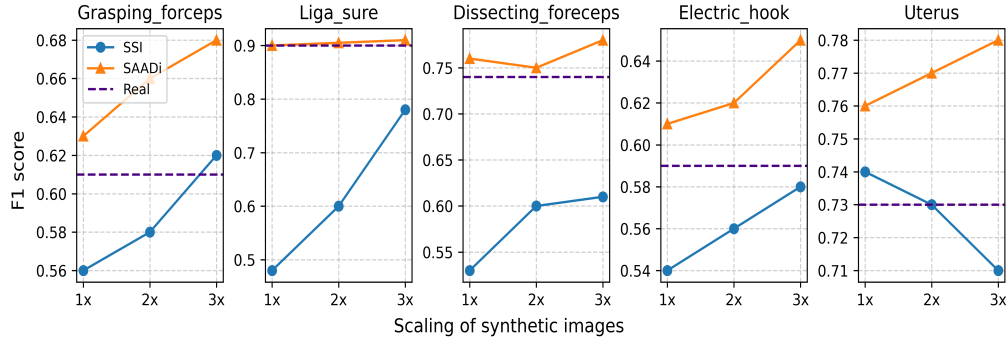 Grasping_forceps
Liga_sure
Dissecting_foreceps
Electric_hook
Uterus
SSI
SAADi
Real
F1 score
0.68
0.66
0.64
0.62
0.60
0.58
0.56
1x 2x 3x
0.9
0.8
0.7
0.6
0.5
1x 2x 3x
0.75
0.70
0.65
0.60
0.55
1x 2x 3x
0.64
0.62
0.60
0.58
0.56
0.54
1x 2x 3x
0.78
0.77
0.76
0.75
0.74
0.73
0.72
0.71
1x 2x 3x
Scaling of synthetic images